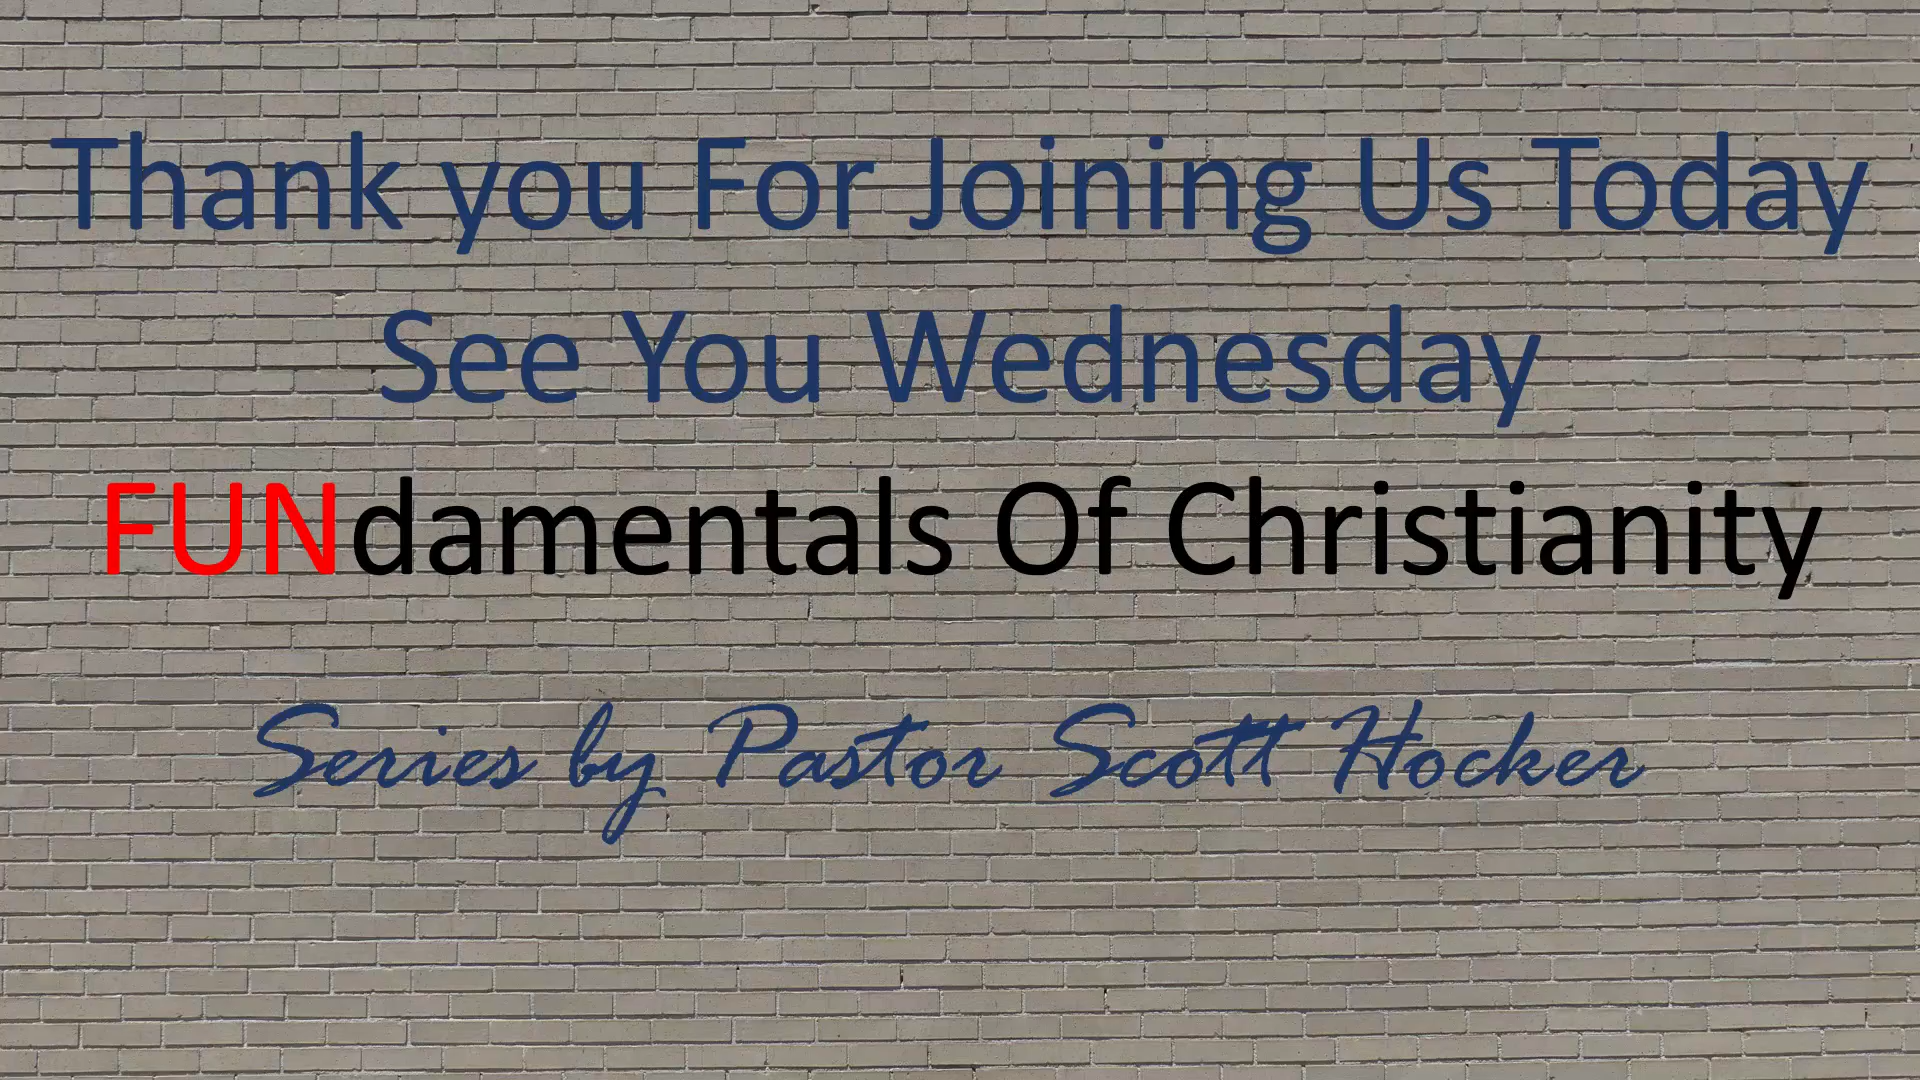 Thank you For Joining Us Today
See You Wednesday
FUNdamentals Of Christianity
Series by Pastor Scott Hocker